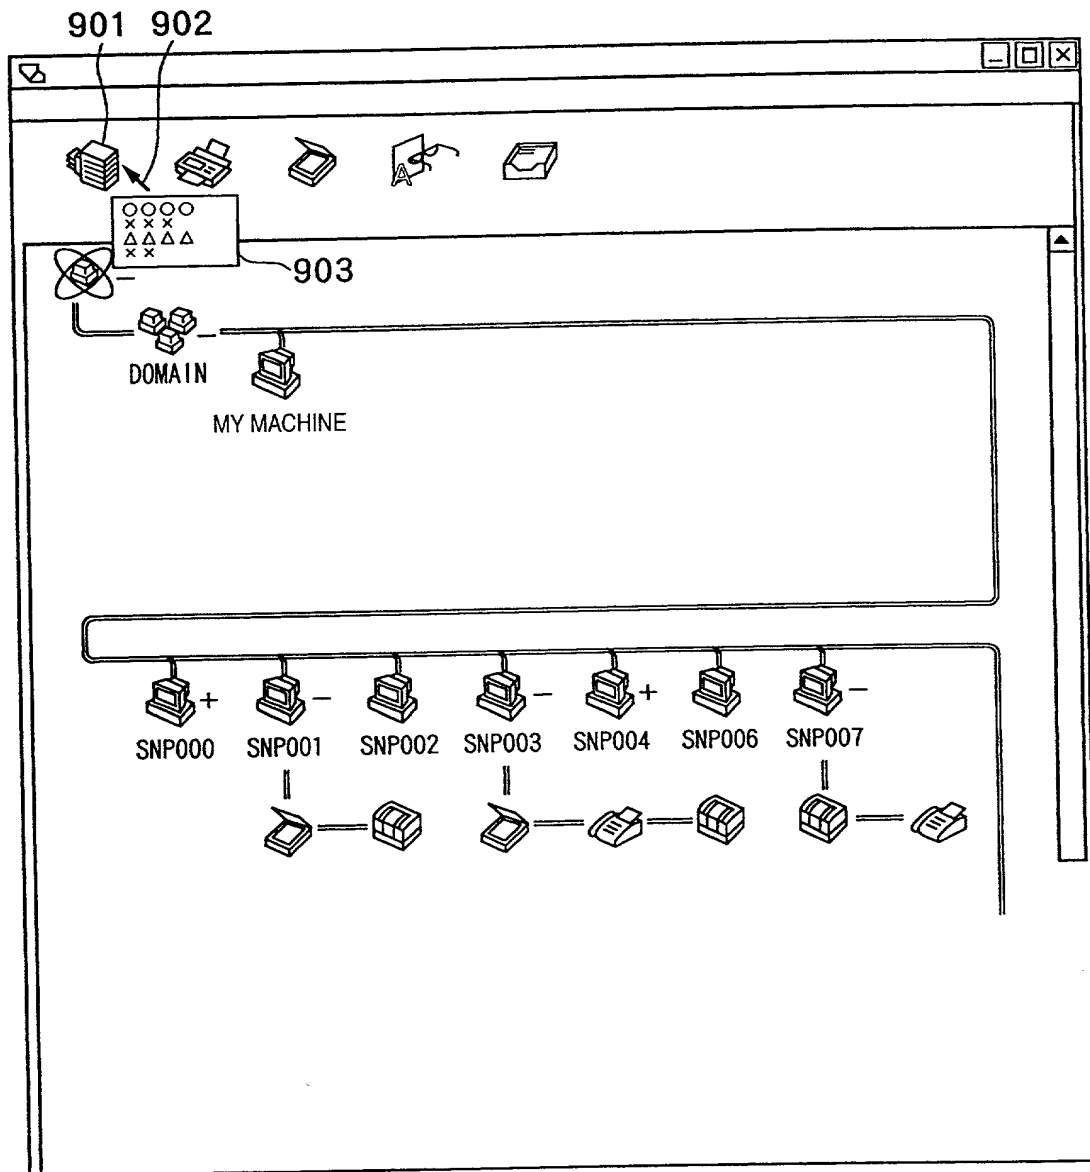 901 902
○○○○
×××
△△△△
××
903
DOMAIN
MY MACHINE
+ − − + −
SNP000 SNP001 SNP002 SNP003 SNP004 SNP006 SNP007